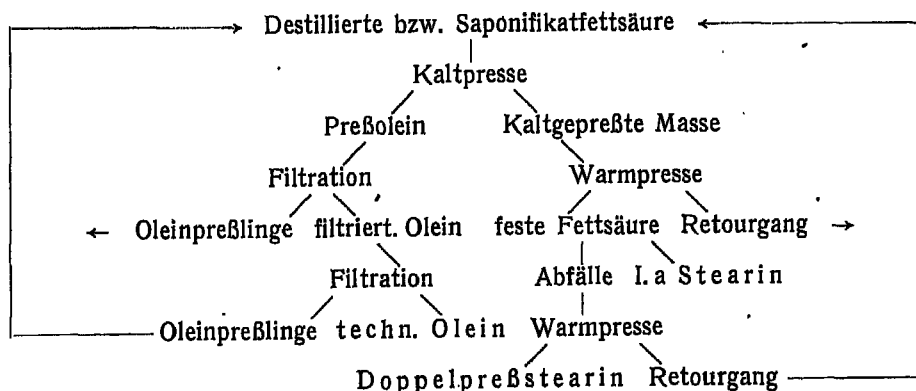 Destillierte bzw. Saponifikatfettsäure
Kaltpresse
Preßolein Kaltgepreßte Masse
Filtration Warmpresse
← Oleinpreßlinge filtriert. Olein feste Fettsäure Retourgang →
Filtration Abfälle I.a Stearin
Oleinpreßlinge techn. Olein Warmpresse
Doppelpreßstearin Retourgang